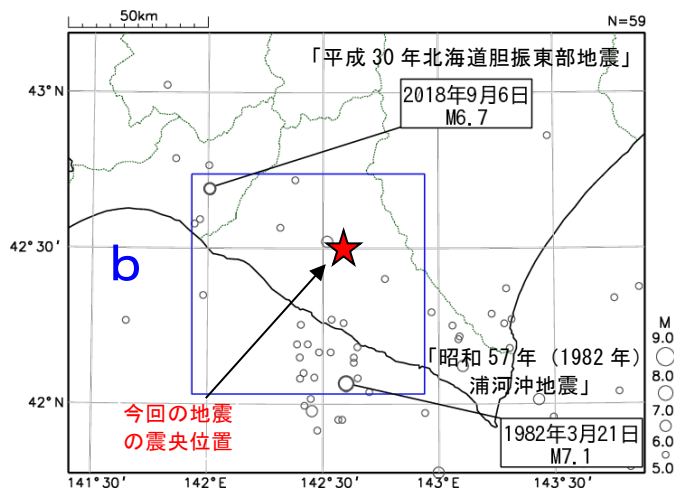 50km
N=59
「平成 30 年北海道胆振東部地震」
43°N
2018年9月6日
M6.7
42°30′
b
M
9.0
8.0
7.0
6.0
5.0
「昭和 57 年（1982 年）
浦河沖地震」
42°N
今回の地震
の震央位置
1982年3月21日
M7.1
141°30′
142°E
142°30′
143°E
143°30′